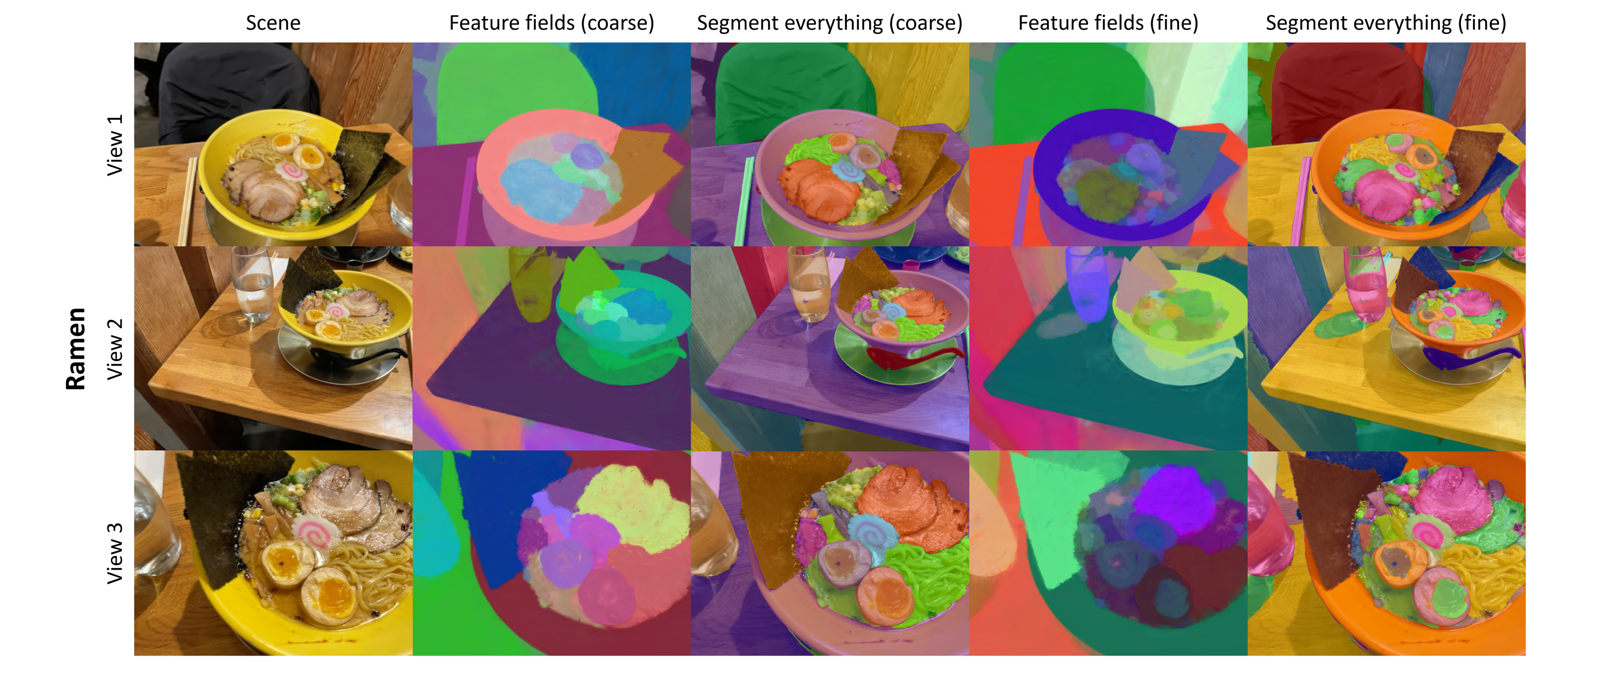 Scene
Feature fields (coarse)
Segment everything (coarse)
Feature fields (fine)
Segment everything (fine)
Ramen
View 1
View 2
View 3